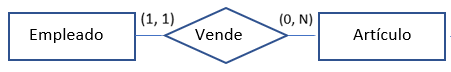 Empleado (1, 1) Vende (0, N) Artículo